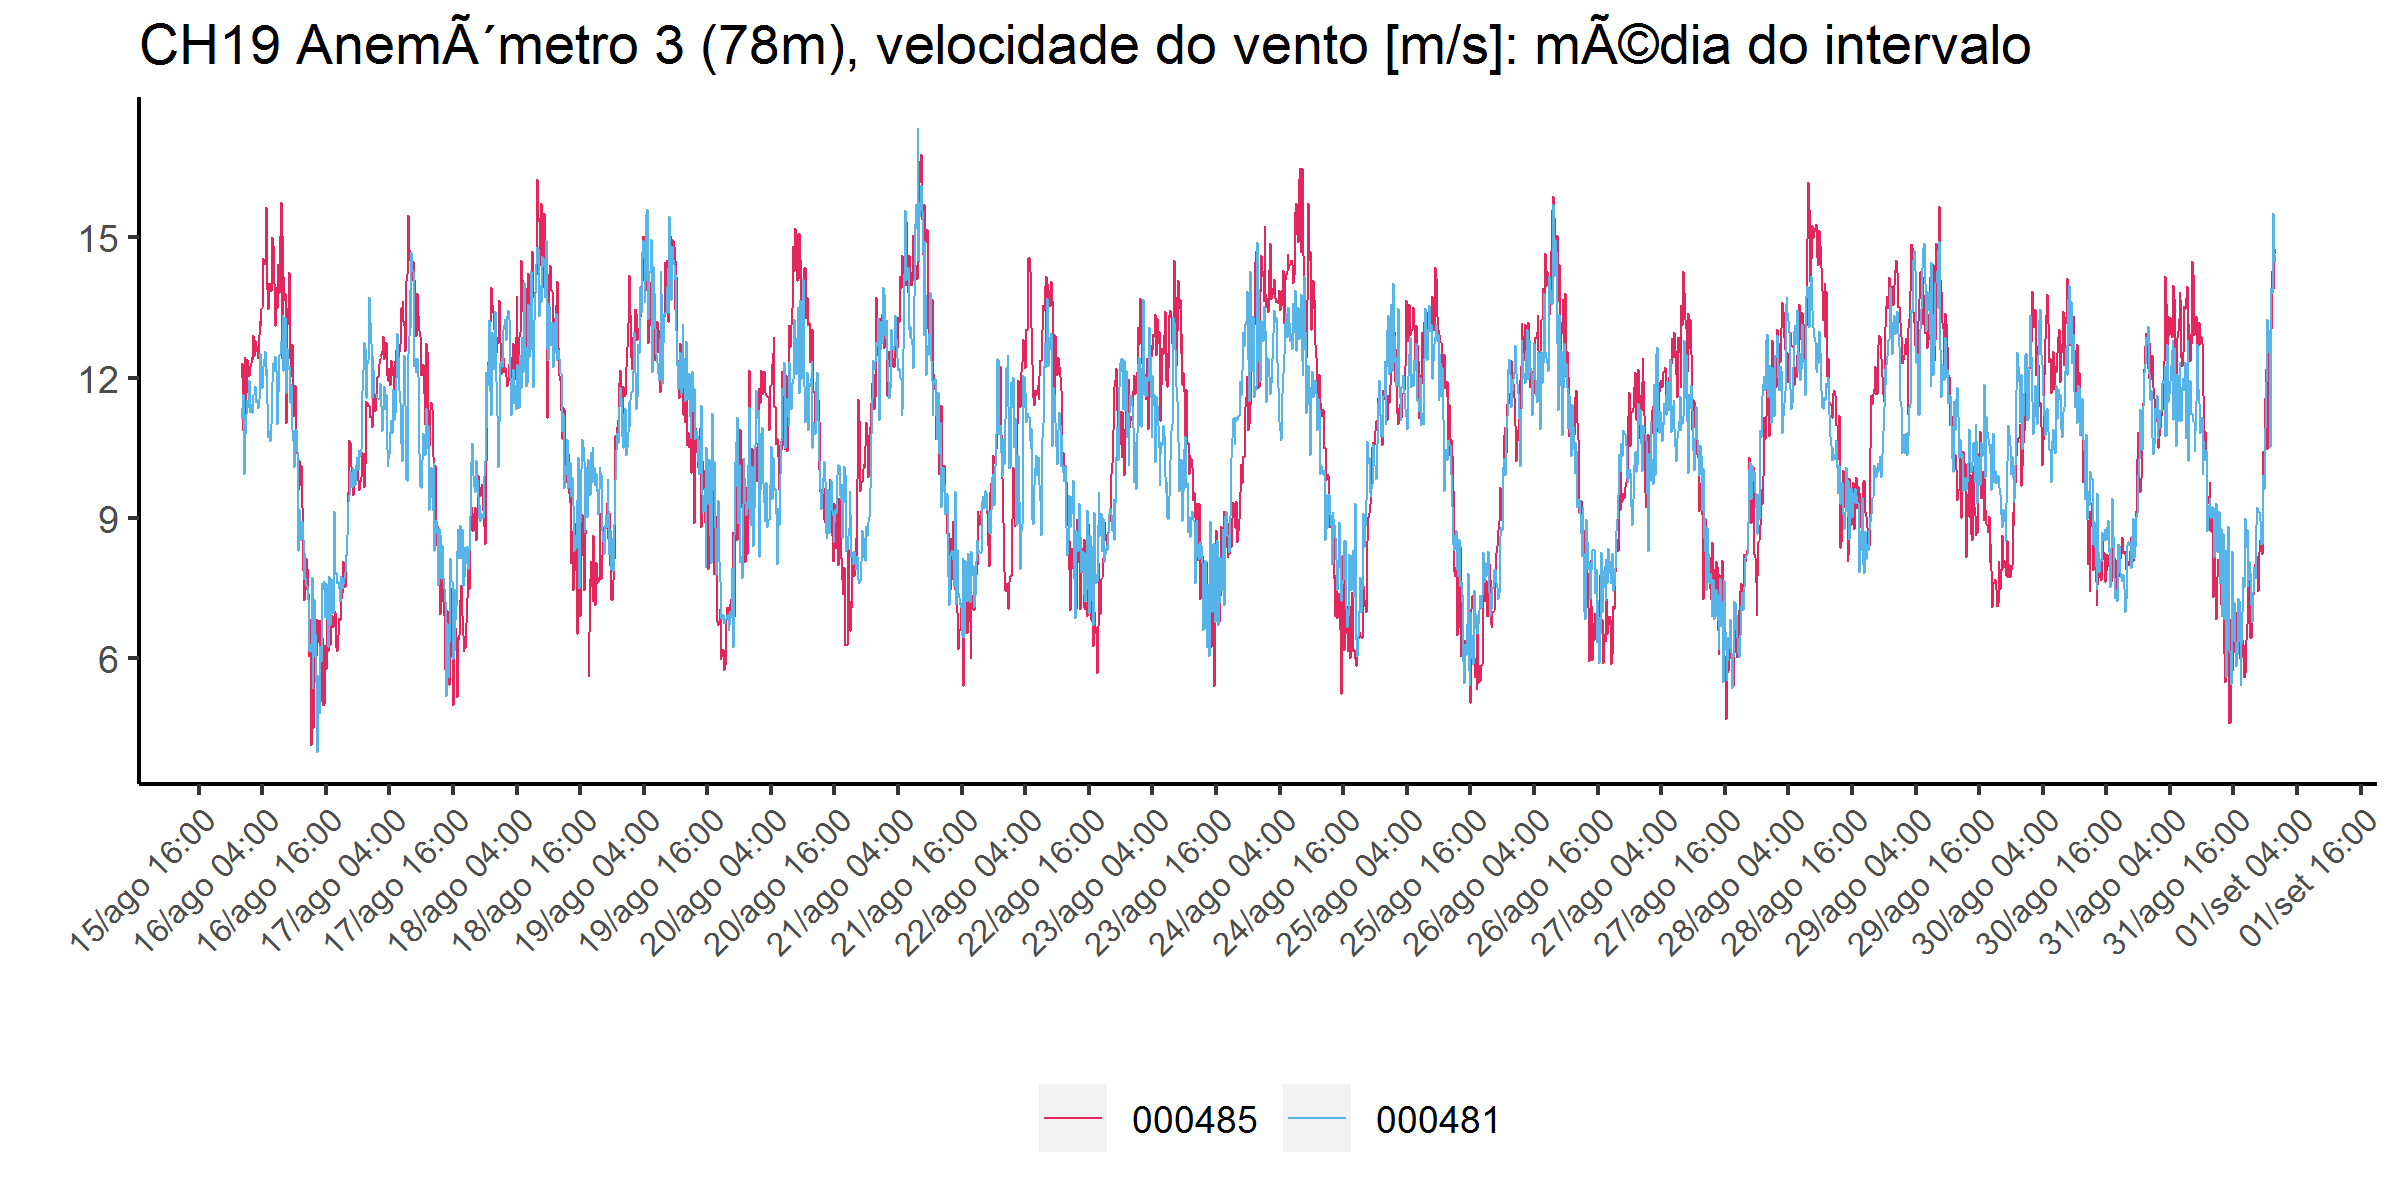 CH19 AnemÃ´metro 3 (78m), velocidade do vento [m/s]: mÃ©dia do intervalo
15
12
9
6
15/ago 16:00
16/ago 04:00
16/ago 16:00
17/ago 04:00
17/ago 16:00
18/ago 04:00
18/ago 16:00
19/ago 04:00
19/ago 16:00
20/ago 04:00
20/ago 16:00
21/ago 04:00
21/ago 16:00
22/ago 04:00
22/ago 16:00
23/ago 04:00
23/ago 16:00
24/ago 04:00
24/ago 16:00
25/ago 04:00
25/ago 16:00
26/ago 04:00
26/ago 16:00
27/ago 04:00
27/ago 16:00
28/ago 04:00
28/ago 16:00
29/ago 04:00
29/ago 16:00
30/ago 04:00
30/ago 16:00
31/ago 04:00
31/ago 16:00
01/set 04:00
01/set 16:00
000485
000481